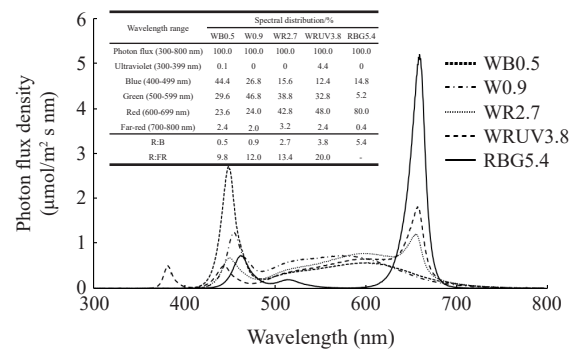 6
5
4
3
2
1
0
Photon flux density
(μmol/m² s nm)
Wavelength range Spectral distribution/%
WB0.5 W0.9 WR2.7 WRUV3.8 RBG5.4
Photon flux (300-800 nm) 100.0 100.0 100.0 100.0 100.0
Ultraviolet (300-399 nm) 0.1 0 0 4.4 0
Blue (400-499 nm) 44.4 26.8 15.6 12.4 14.8
Green (500-599 nm) 29.6 46.8 38.8 32.8 5.2
Red (600-699 nm) 23.6 24.0 42.8 48.0 80.0
Far-red (700-800 nm) 2.4 2.0 3.2 2.4 0.4
R:B 0.5 0.9 2.7 3.8 5.4
R:FR 9.8 12.0 13.4 20.0 -
WB0.5
W0.9
WR2.7
WRUV3.8
RBG5.4
300 400 500 600 700 800
Wavelength (nm)